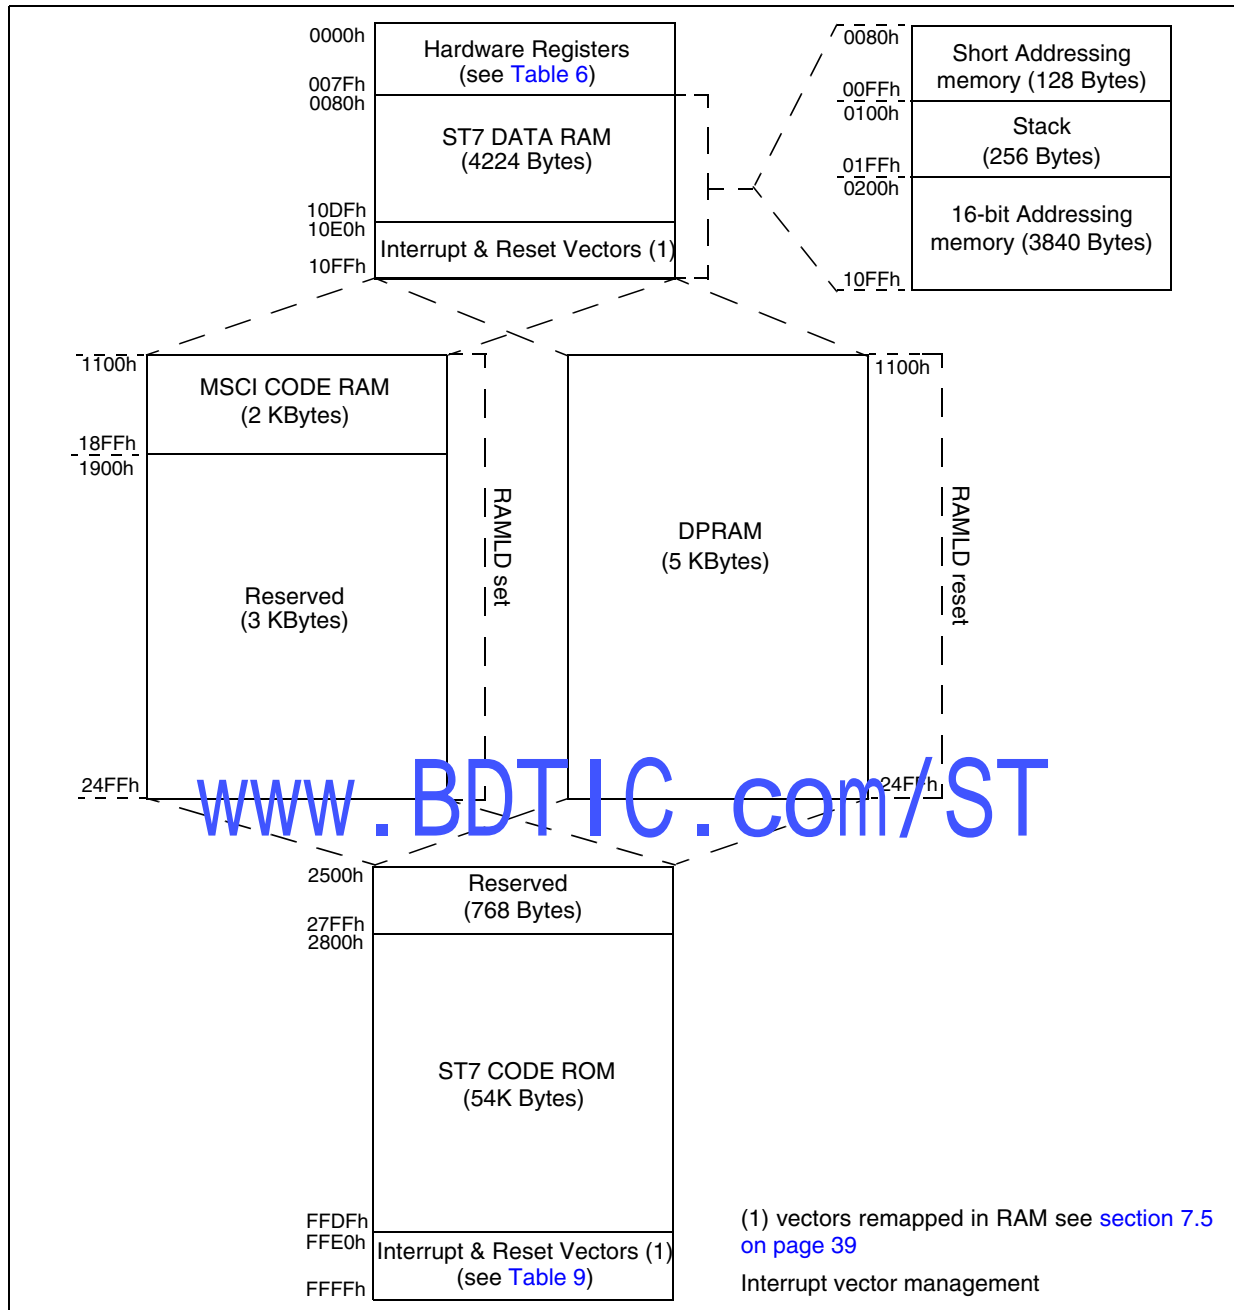 0000h
Hardware Registers
(see Table 6)
007Fh
0080h
ST7 DATA RAM
(4224 Bytes)
10DFh
10E0h
Interrupt & Reset Vectors (1)
10FFh
0080h
Short Addressing
memory (128 Bytes)
00FFh
0100h
Stack
(256 Bytes)
01FFh
0200h
16-bit Addressing
memory (3840 Bytes)
10FFh
1100h
MSCI CODE RAM
(2 KBytes)
18FFh
1900h
Reserved
(3 KBytes)
24FFh
RAMLD set
DPRAM
(5 KBytes)
1100h
RAMLD reset
24FFh
www.BDTIC.com/ST
2500h
Reserved
(768 Bytes)
27FFh
2800h
ST7 CODE ROM
(54K Bytes)
FFDFh
FFE0h
Interrupt & Reset Vectors (1)
(see Table 9)
FFFFh
(1) vectors remapped in RAM see section 7.5
on page 39
Interrupt vector management